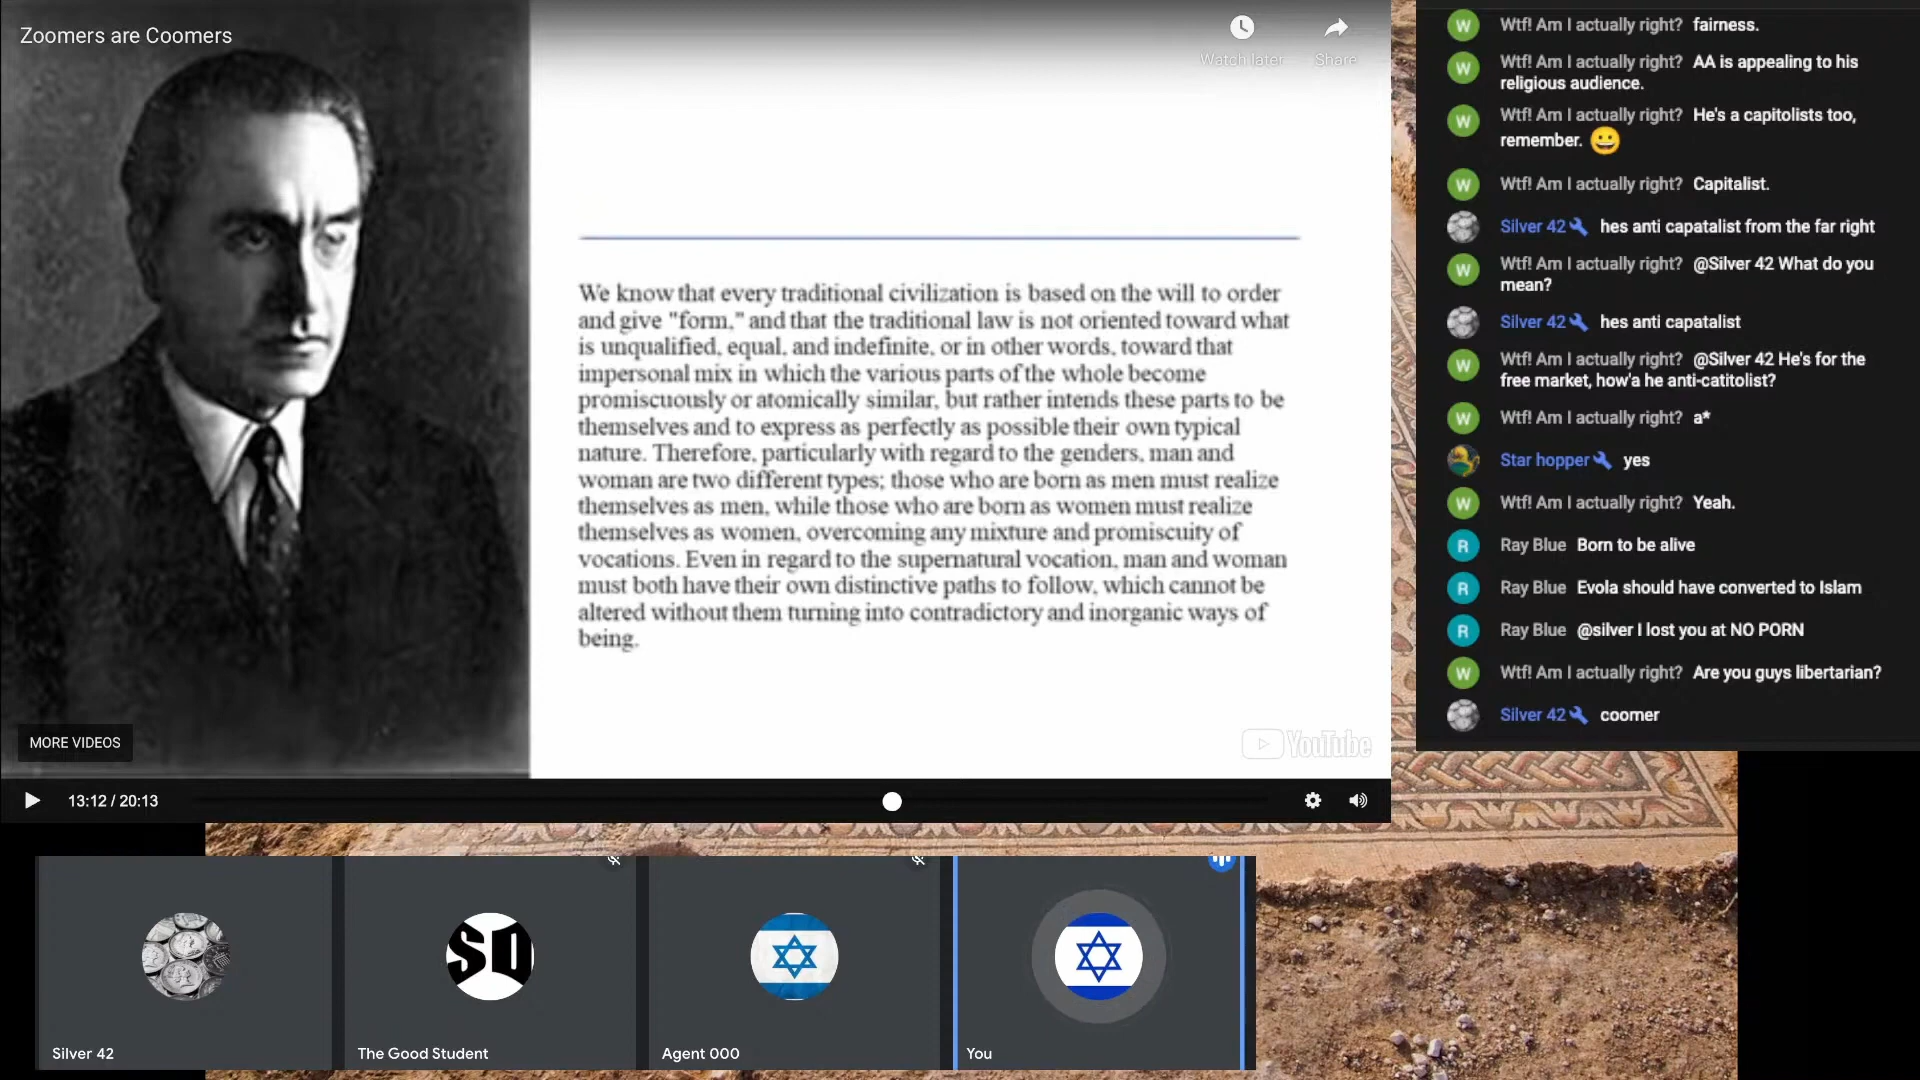 Zoomers are Coomers
Watch later
Share
We know that every traditional civilization is based on the will to order
and give "form," and that the traditional law is not oriented toward what
is unqualified, equal, and indefinite, or in other words, toward that
impersonal mix in which the various parts of the whole become
promiscuously or atomically similar, but rather intends these parts to be
themselves and to express as perfectly as possible their own typical
nature. Therefore, particularly with regard to the genders, man and
woman are two different types; those who are born as men must realize
themselves as men, while those who are born as women must realize
themselves as women, overcoming any mixture and promiscuity of
vocations. Even in regard to the supernatural vocation, man and woman
must both have their own distinctive paths to follow, which cannot be
altered without them turning into contradictory and inorganic ways of
being.
MORE VIDEOS
YouTube
13:12 / 20:13
W Wtf! Am I actually right? fairness.
W Wtf! Am I actually right? AA is appealing to his
religious audience.
W Wtf! Am I actually right? He's a capitolists too,
remember. 😀
W Wtf! Am I actually right? Capitalist.
Silver 42 hes anti capatalist from the far right
W Wtf! Am I actually right? @Silver 42 What do you
mean?
Silver 42 hes anti capatalist
W Wtf! Am I actually right? @Silver 42 He's for the
free market, how'a he anti-catitolist?
W Wtf! Am I actually right? a*
Star hopper yes
W Wtf! Am I actually right? Yeah.
R Ray Blue Born to be alive
R Ray Blue Evola should have converted to Islam
R Ray Blue @silver I lost you at NO PORN
W Wtf! Am I actually right? Are you guys libertarian?
Silver 42 coomer
SD
Silver 42
The Good Student
Agent 000
You